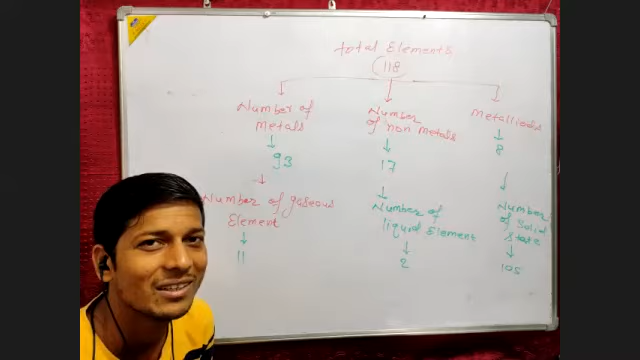 Total Elements
118
Number of
Metals
93
Number
of non Metals
17
Metalliods
8
Number of gaseous
Element
11
Number of
liquid Element
2
Number
of Solid
State
105